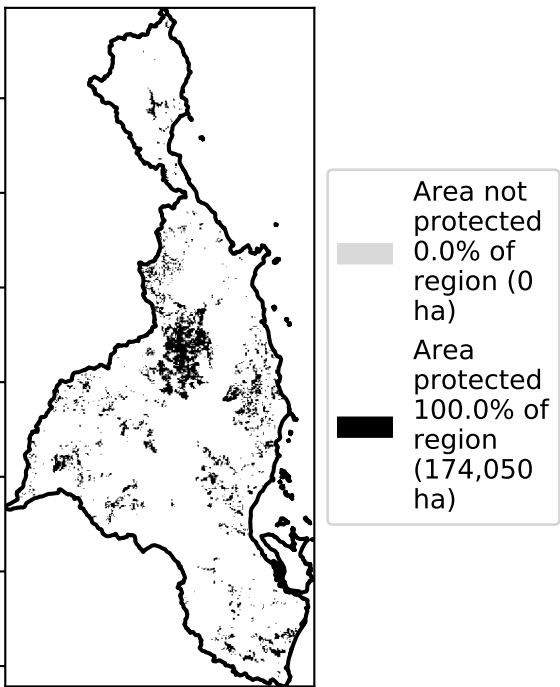 Area not
protected
0.0% of
region (0
ha)
Area
protected
100.0% of
region
(174,050
ha)